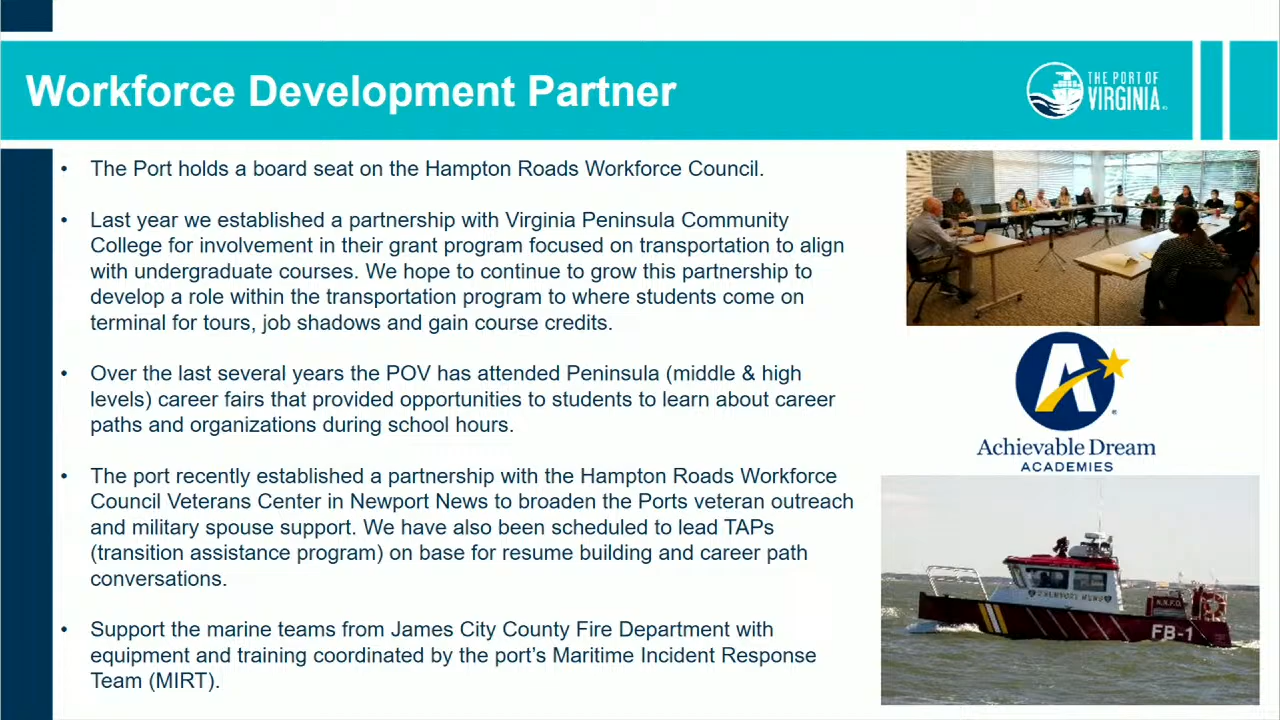 Workforce Development Partner
THE PORT OF
VIRGINIA
• The Port holds a board seat on the Hampton Roads Workforce Council.
• Last year we established a partnership with Virginia Peninsula Community
College for involvement in their grant program focused on transportation to align
with undergraduate courses. We hope to continue to grow this partnership to
develop a role within the transportation program to where students come on
terminal for tours, job shadows and gain course credits.
• Over the last several years the POV has attended Peninsula (middle & high
levels) career fairs that provided opportunities to students to learn about career
paths and organizations during school hours.
• The port recently established a partnership with the Hampton Roads Workforce
Council Veterans Center in Newport News to broaden the Ports veteran outreach
and military spouse support. We have also been scheduled to lead TAPs
(transition assistance program) on base for resume building and career path
conversations.
• Support the marine teams from James City County Fire Department with
equipment and training coordinated by the port's Maritime Incident Response
Team (MIRT).
A
®
Achievable Dream
ACADEMIES
NEWPORT NEWS
N.N.F.D.
FB-1